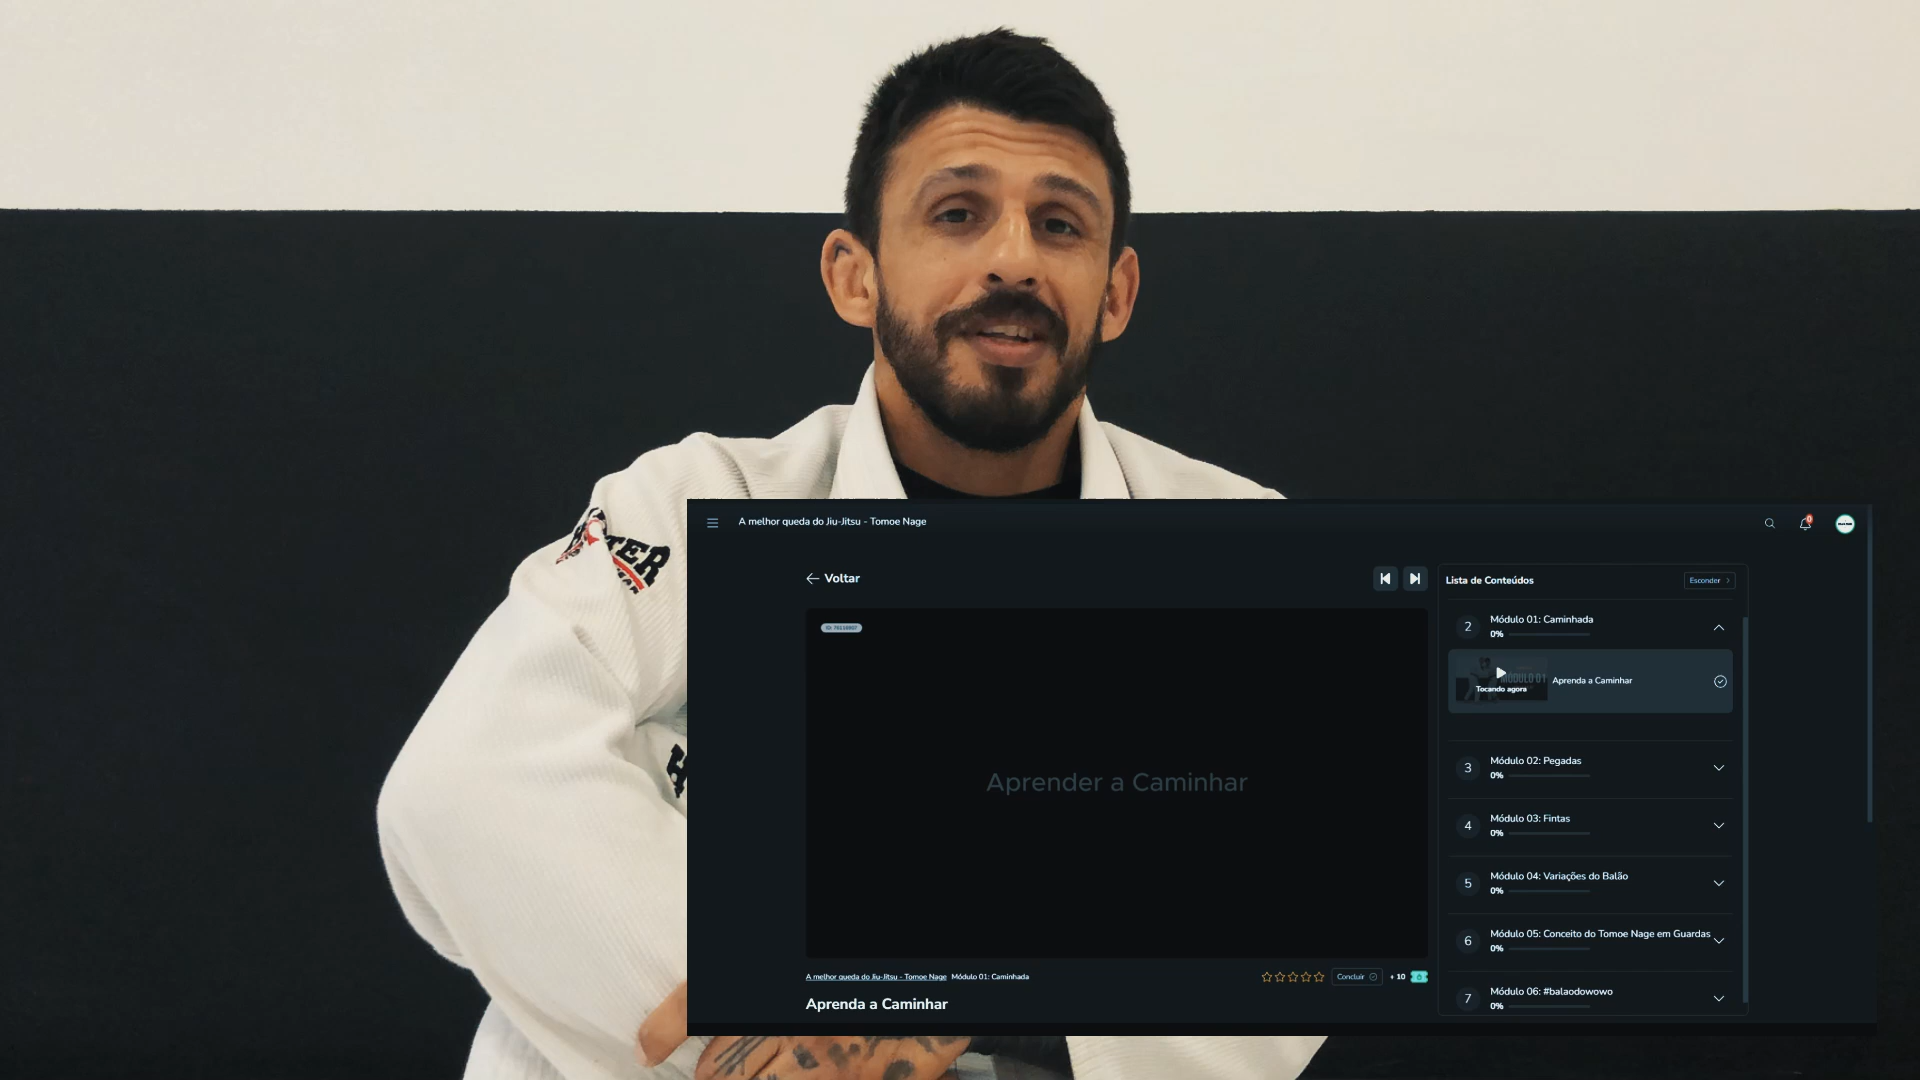 A melhor queda do Jiu-Jitsu - Tomoe Nage
0
Voltar
Aprender a Caminhar
A melhor queda do Jiu-Jitsu - Tomoe Nage Módulo 01: Caminhada
Concluir
+ 10
Aprenda a Caminhar
Lista de Conteúdos
Esconder
2 Módulo 01: Caminhada
0%
MÓDULO 01
Tocando agora
Aprenda a Caminhar
3 Módulo 02: Pegadas
0%
4 Módulo 03: Fintas
0%
5 Módulo 04: Variações do Balão
0%
6 Módulo 05: Conceito do Tomoe Nage em Guardas
0%
7 Módulo 06: #balaodowowo
0%